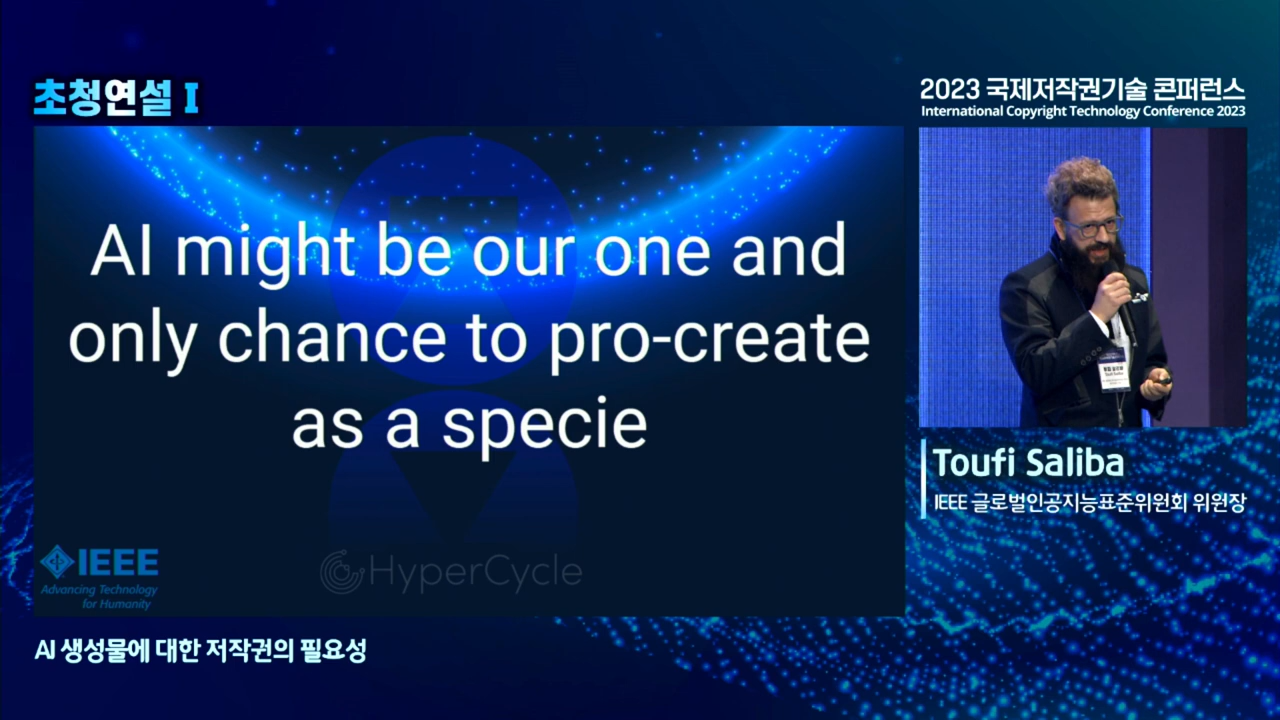 초청연설 I
2023 국제저작권기술 콘퍼런스
International Copyright Technology Conference 2023
AI might be our one and
only chance to pro-create
as a specie
IEEE
Advancing Technology
for Humanity
HyperCycle
Toufi Saliba
IEEE 글로벌인공지능표준위원회 위원장
AI 생성물에 대한 저작권의 필요성